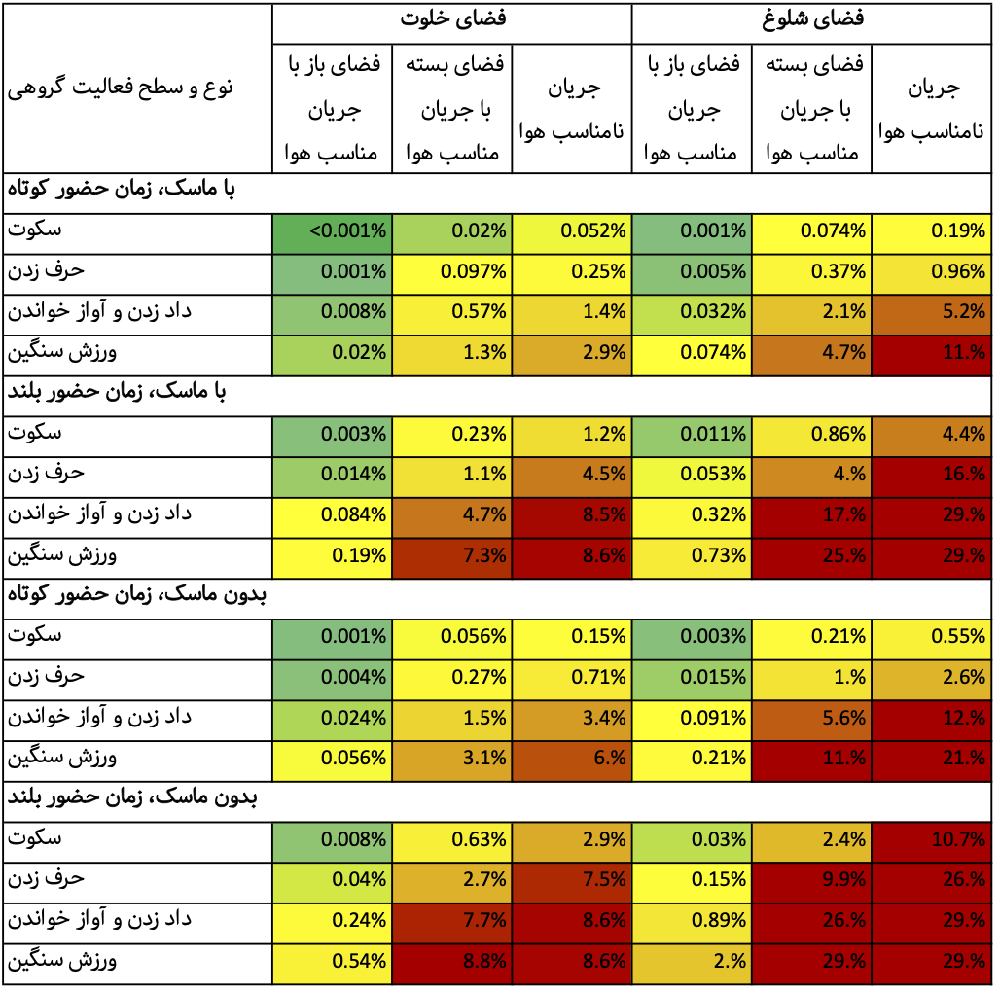 فضای خلوت	فضای شلوغ
نوع و سطح فعالیت گروهی	فضای باز با جریان مناسب هوا	فضای بسته با جریان مناسب هوا	جریان نامناسب هوا	فضای باز با جریان مناسب هوا	فضای بسته با جریان مناسب هوا	جریان نامناسب هوا
با ماسک، زمان حضور کوتاه
سکوت	<0.001%	0.02%	0.052%	0.001%	0.074%	0.19%
حرف زدن	0.001%	0.097%	0.25%	0.005%	0.37%	0.96%
داد زدن و آواز خواندن	0.008%	0.57%	1.4%	0.032%	2.1%	5.2%
ورزش سنگین	0.02%	1.3%	2.9%	0.074%	4.7%	11.%
با ماسک، زمان حضور بلند
سکوت	0.003%	0.23%	1.2%	0.011%	0.86%	4.4%
حرف زدن	0.014%	1.1%	4.5%	0.053%	4.%	16.%
داد زدن و آواز خواندن	0.084%	4.7%	8.5%	0.32%	17.%	29.%
ورزش سنگین	0.19%	7.3%	8.6%	0.73%	25.%	29.%
بدون ماسک، زمان حضور کوتاه
سکوت	0.001%	0.056%	0.15%	0.003%	0.21%	0.55%
حرف زدن	0.004%	0.27%	0.71%	0.015%	1.%	2.6%
داد زدن و آواز خواندن	0.024%	1.5%	3.4%	0.091%	5.6%	12.%
ورزش سنگین	0.056%	3.1%	6.%	0.21%	11.%	21.%
بدون ماسک، زمان حضور بلند
سکوت	0.008%	0.63%	2.9%	0.03%	2.4%	10.7%
حرف زدن	0.04%	2.7%	7.5%	0.15%	9.9%	26.%
داد زدن و آواز خواندن	0.24%	7.7%	8.6%	0.89%	26.%	29.%
ورزش سنگین	0.54%	8.8%	8.6%	2.%	29.%	29.%